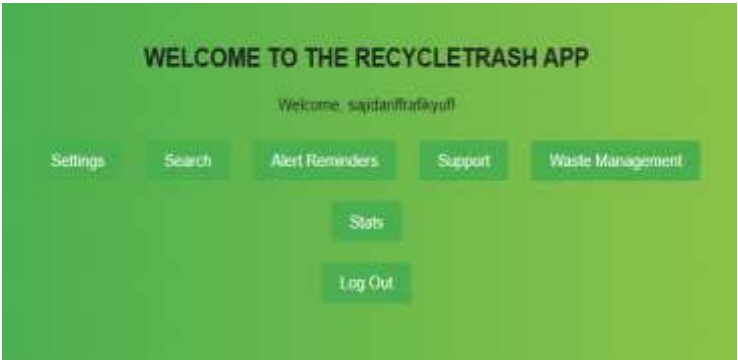 WELCOME TO THE RECYCLETRASH APP
Welcome,
Settings Search Alert Reminders Support Waste Management
Stats
Log Out